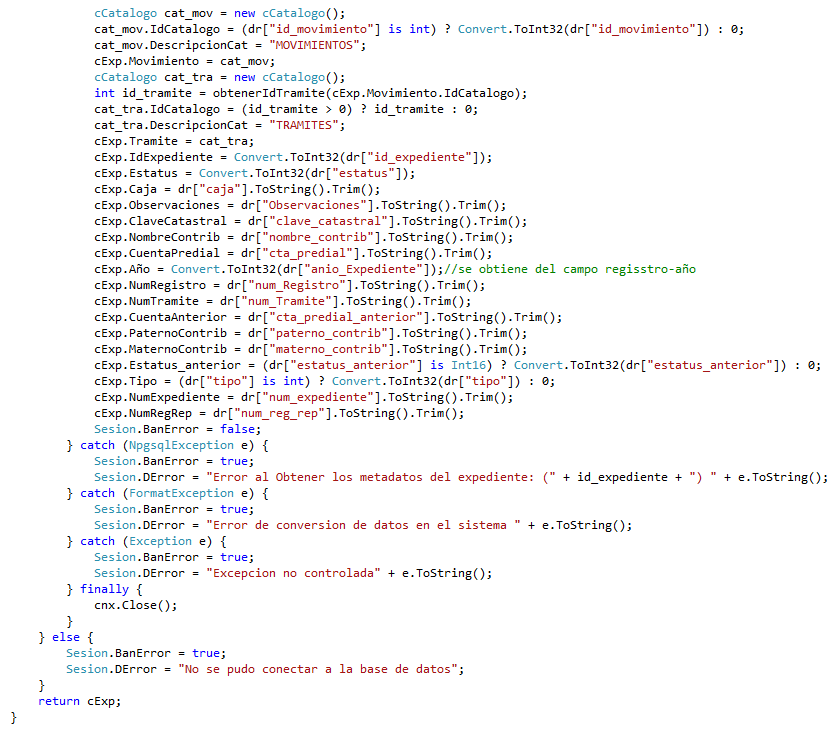 cCatalogo cat_mov = new cCatalogo();
cat_mov.IdCatalogo = (dr["id_movimiento"] is int) ? Convert.ToInt32(dr["id_movimiento"]) : 0;
cat_mov.DescripcionCat = "MOVIMIENTOS";
cExp.Movimiento = cat_mov;
cCatalogo cat_tra = new cCatalogo();
int id_tramite = obtenerIdTramite(cExp.Movimiento.IdCatalogo);
cat_tra.IdCatalogo = (id_tramite > 0) ? id_tramite : 0;
cat_tra.DescripcionCat = "TRAMITES";
cExp.Tramite = cat_tra;
cExp.IdExpediente = Convert.ToInt32(dr["id_expediente"]);
cExp.Estatus = Convert.ToInt32(dr["estatus"]);
cExp.Caja = dr["caja"].ToString().Trim();
cExp.Observaciones = dr["Observaciones"].ToString().Trim();
cExp.ClaveCatastral = dr["clave_catastral"].ToString().Trim();
cExp.NombreContrib = dr["nombre_contrib"].ToString().Trim();
cExp.CuentaPredial = dr["cta_predial"].ToString().Trim();
cExp.Año = Convert.ToInt32(dr["anio_Expediente"]);//se obtiene del campo regisstro-año
cExp.NumRegistro = dr["num_Registro"].ToString().Trim();
cExp.NumTramite = dr["num_Tramite"].ToString().Trim();
cExp.CuentaAnterior = dr["cta_predial_anterior"].ToString().Trim();
cExp.PaternoContrib = dr["paterno_contrib"].ToString().Trim();
cExp.MaternoContrib = dr["materno_contrib"].ToString().Trim();
cExp.Estatus_anterior = (dr["estatus_anterior"] is Int16) ? Convert.ToInt32(dr["estatus_anterior"]) : 0;
cExp.Tipo = (dr["tipo"] is int) ? Convert.ToInt32(dr["tipo"]) : 0;
cExp.NumExpediente = dr["num_expediente"].ToString().Trim();
cExp.NumRegRep = dr["num_reg_rep"].ToString().Trim();
Sesion.BanError = false;
} catch (NpgsqlException e) {
Sesion.BanError = true;
Sesion.DError = "Error al Obtener los metadatos del expediente: (" + id_expediente + ") " + e.ToString();
} catch (FormatException e) {
Sesion.BanError = true;
Sesion.DError = "Error de conversion de datos en el sistema " + e.ToString();
} catch (Exception e) {
Sesion.BanError = true;
Sesion.DError = "Excepcion no controlada" + e.ToString();
} finally {
cnx.Close();
}
} else {
Sesion.BanError = true;
Sesion.DError = "No se pudo conectar a la base de datos";
}
return cExp;
}